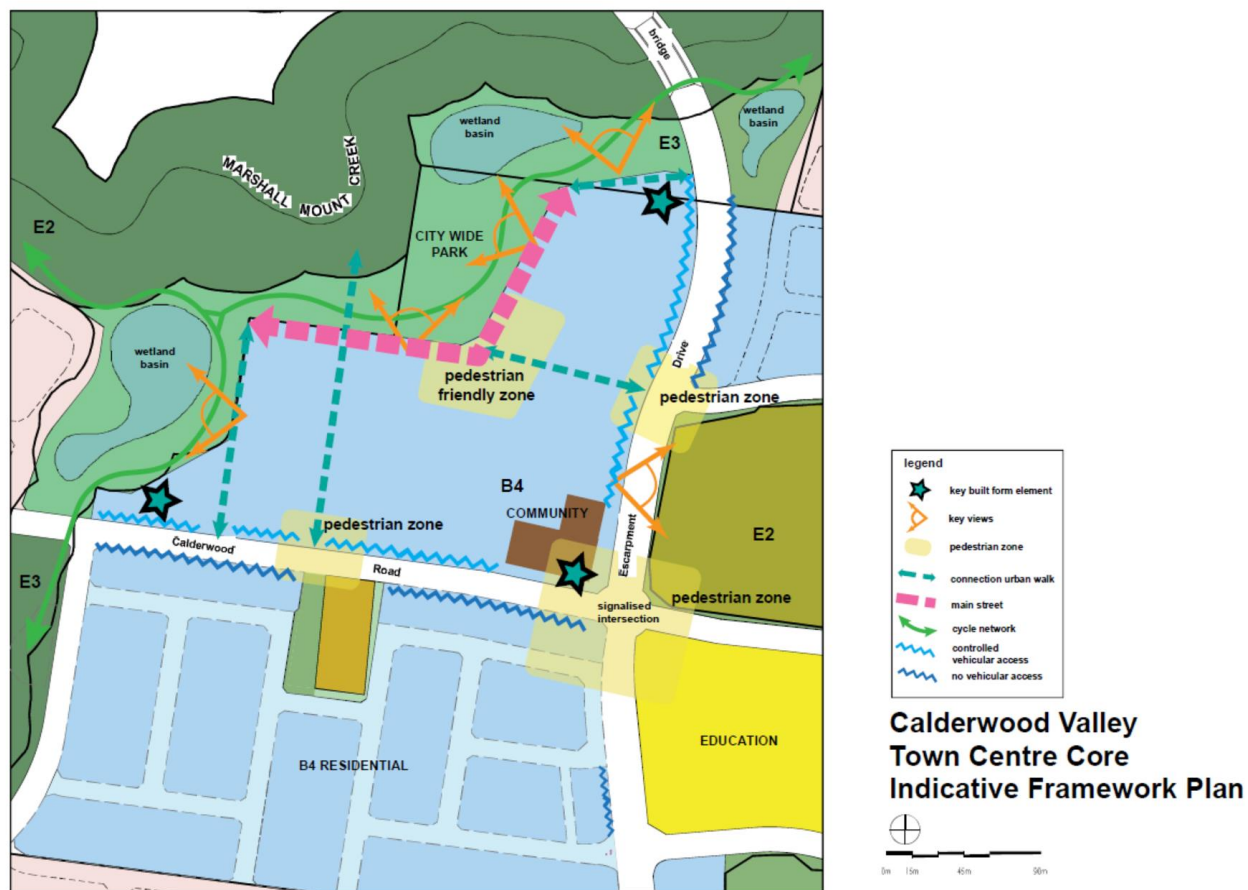 bridge
wetland
basin
wetland
basin
E3
MARSHALL MOUNT CREEK
E2
CITY WIDE
PARK
wetland
basin
pedestrian
friendly zone
Drive
pedestrian zone
B4
COMMUNITY
pedestrian zone
Calderwood
Road
Escarpment
E2
E3
signalised
intersection
pedestrian zone
EDUCATION
B4 RESIDENTIAL
legend
key built form element
key views
pedestrian zone
connection urban walk
main street
cycle network
controlled
vehicular access
no vehicular access
Calderwood Valley
Town Centre Core
Indicative Framework Plan
0m 15m 45m 90m